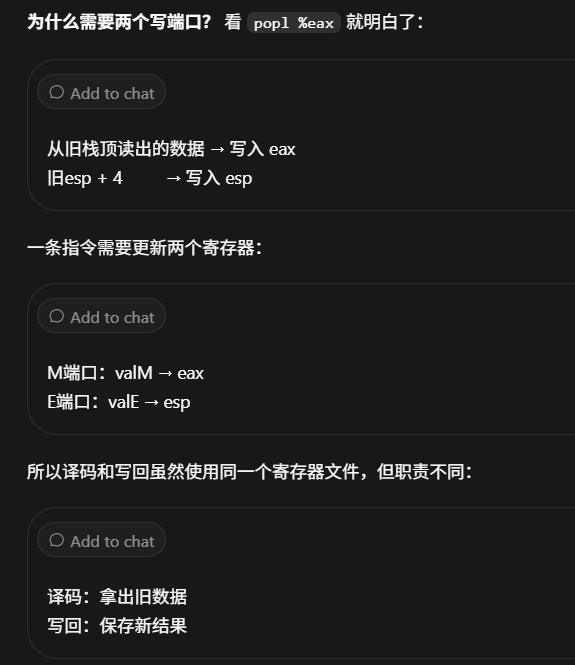 为什么需要两个写端口？ 看 popl %eax 就明白了：
Add to chat
从旧栈顶读出的数据 → 写入 eax
旧esp + 4 → 写入 esp
一条指令需要更新两个寄存器：
Add to chat
M端口：valM → eax
E端口：valE → esp
所以译码和写回虽然使用同一个寄存器文件，但职责不同：
Add to chat
译码：拿出旧数据
写回：保存新结果